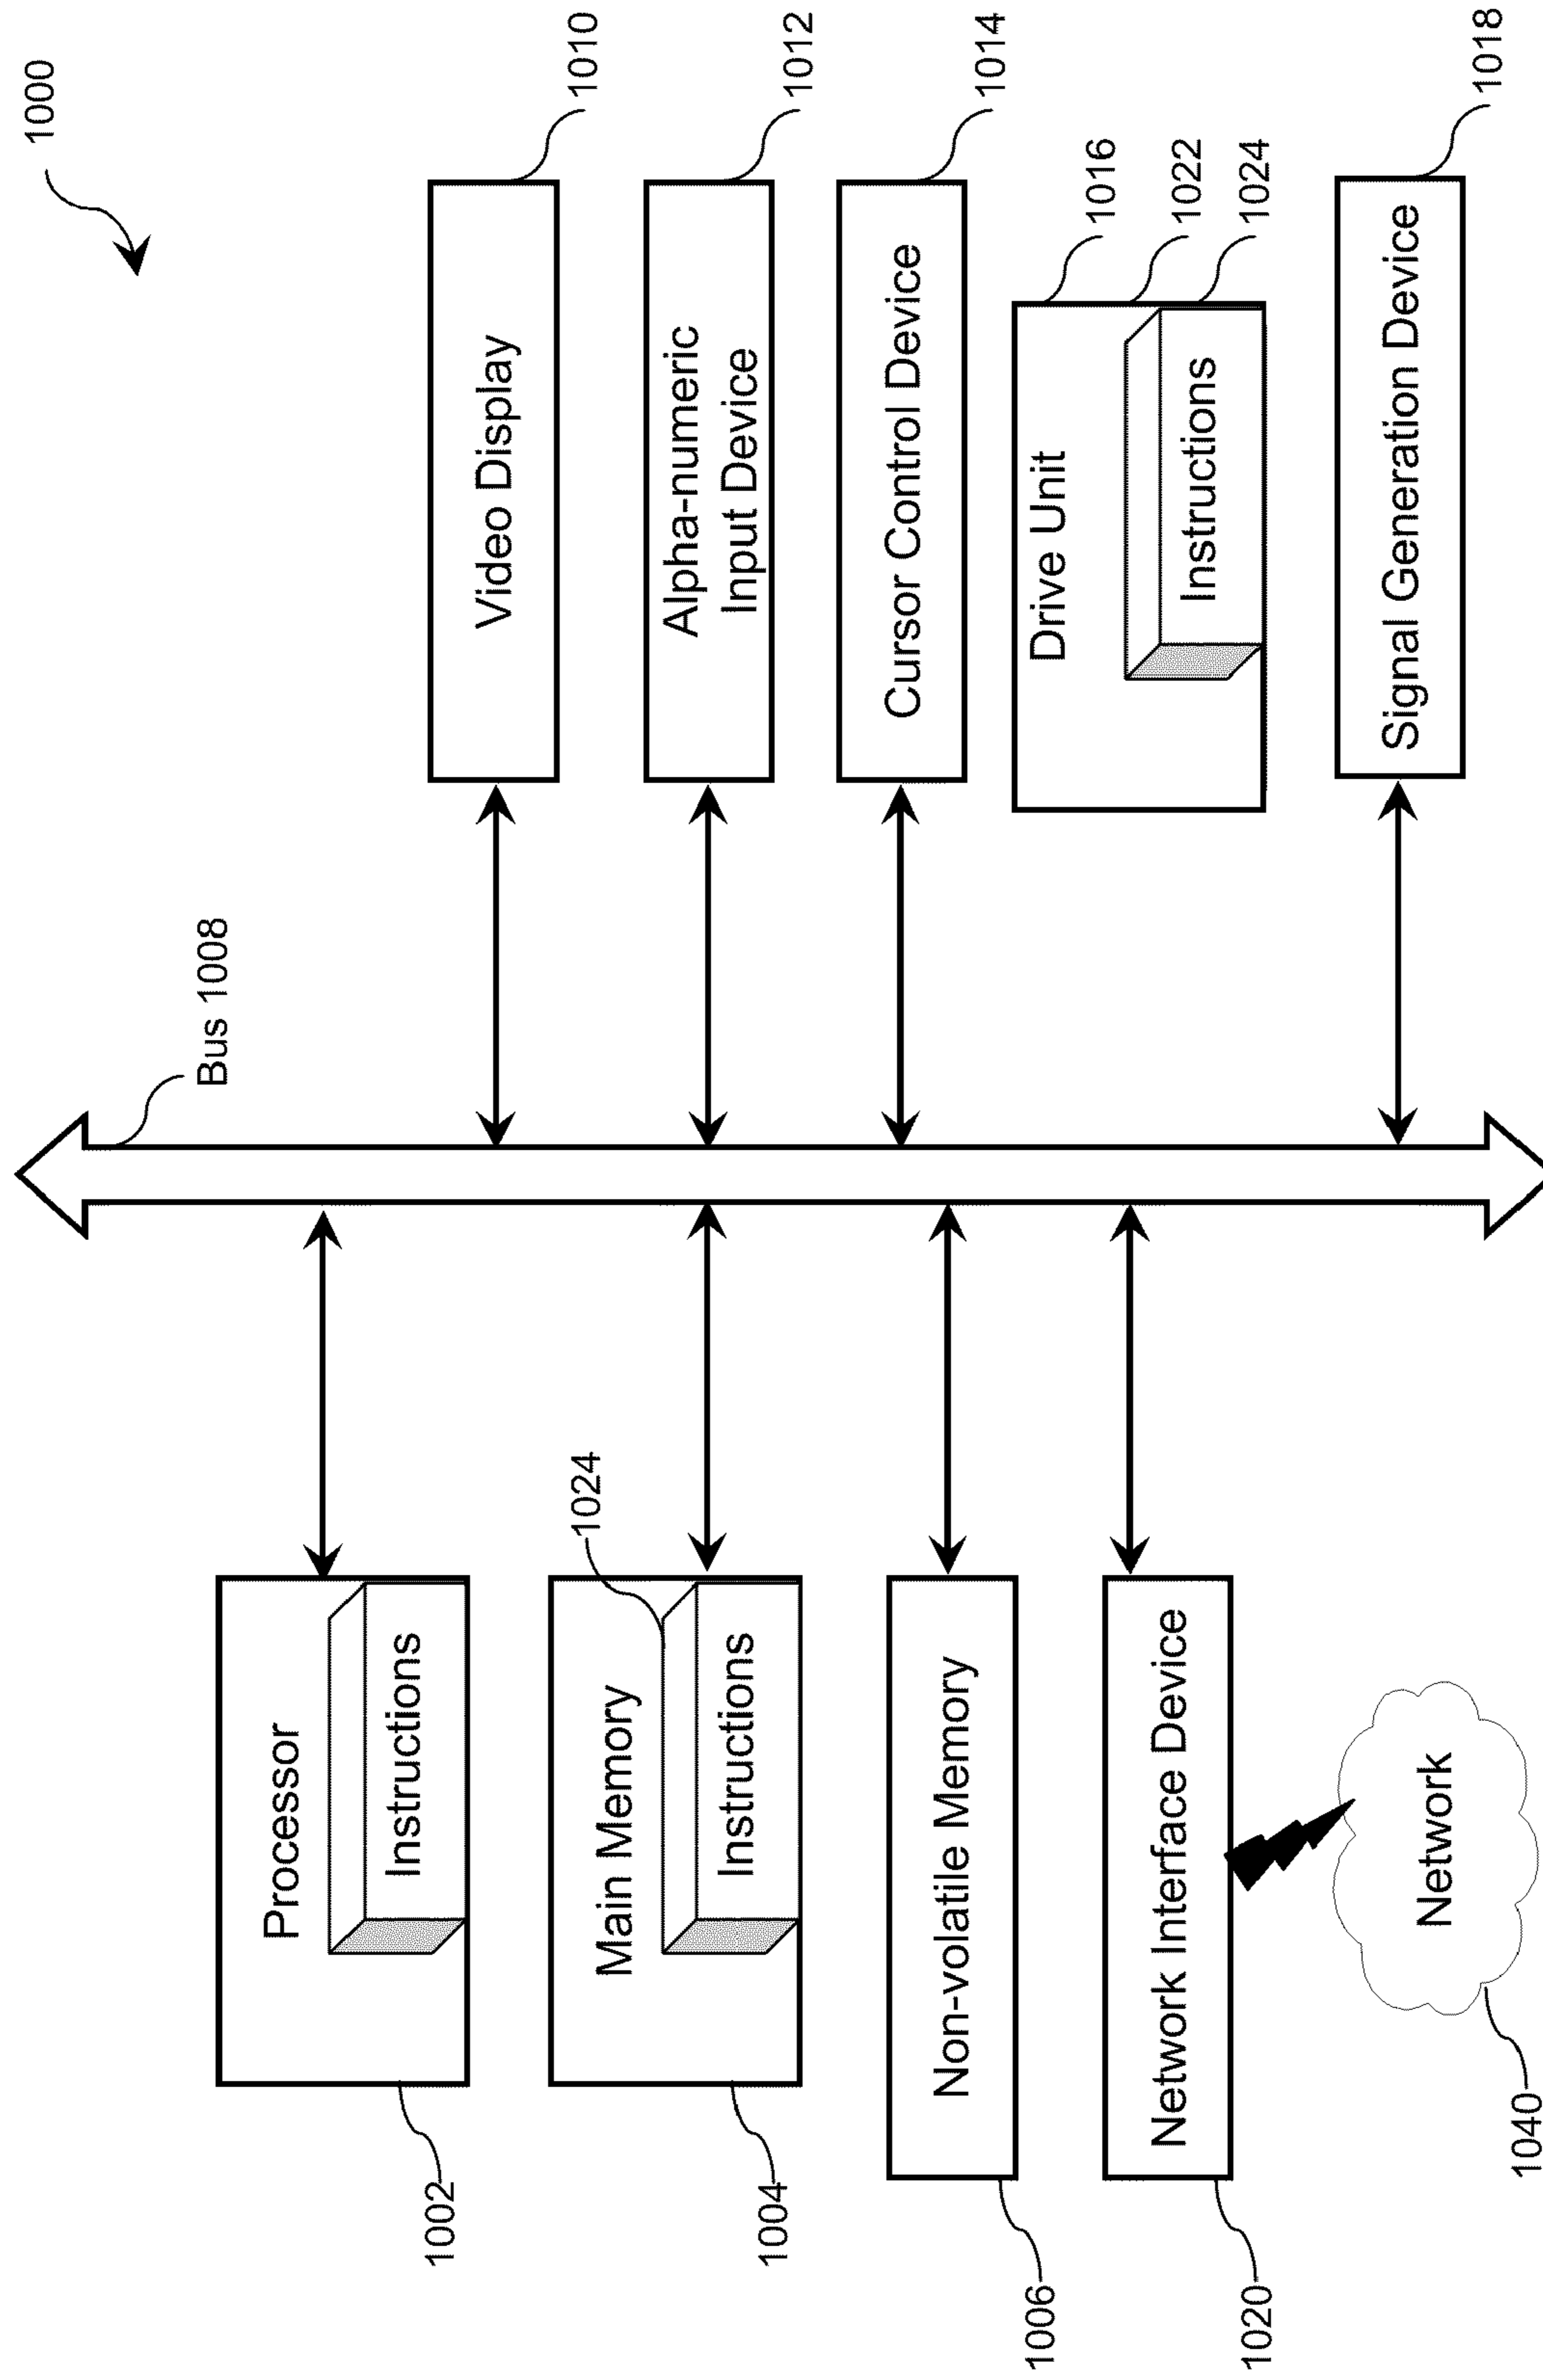 1000
Bus 1008
Processor
Instructions
1002
Main Memory
1024
Instructions
1004
Non-volatile Memory
1006
Network Interface Device
1020
Network
1040
Video Display
1010
Alpha-numeric
Input Device
1012
Cursor Control Device
1014
Drive Unit
1016
1022
Instructions
1024
Signal Generation Device
1018